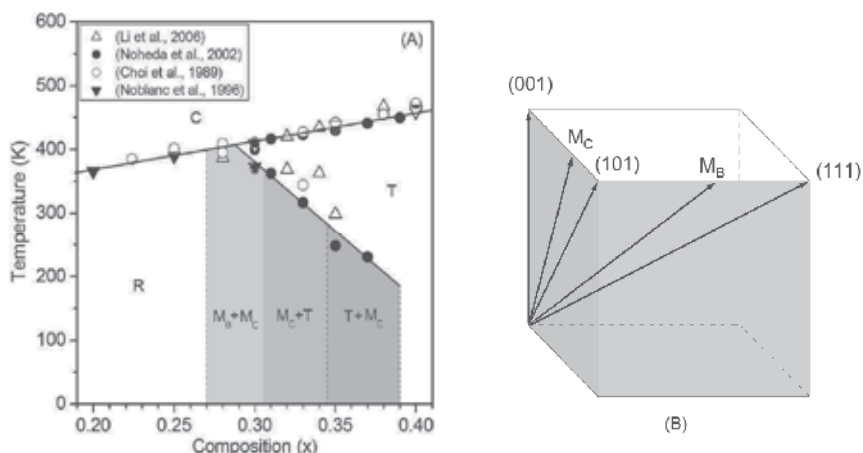 600
500
400
300
200
100
0
Temperature (K)
(A)
(Li et al., 2006)
(Noheda et al., 2002)
(Choi et al., 1989)
(Noblanc et al., 1996)
C
T
R
M_B+M_C
M_C+T
T+M_C
0.20 0.25 0.30 0.35 0.40
Composition (x)
(001)
M_C
(101)
M_B
(111)
(B)